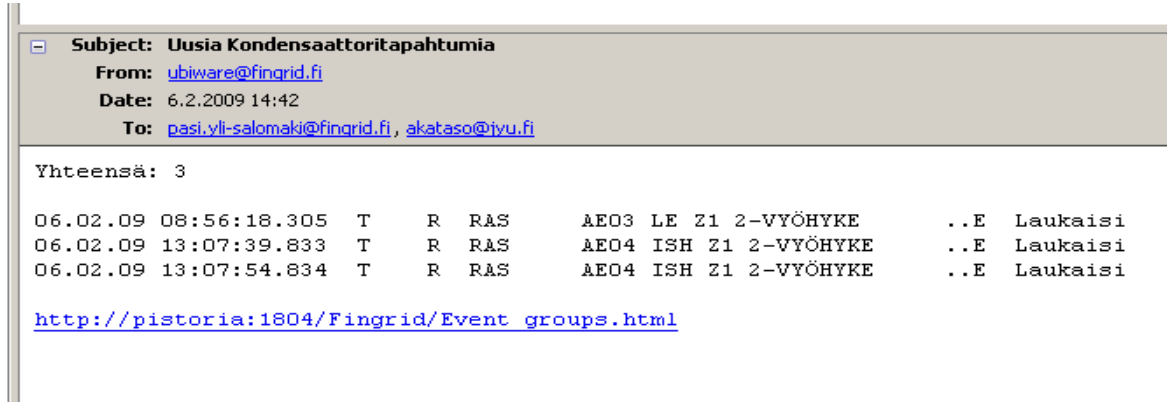 Subject: Uusia Kondensaattoritapahtumia
From: ubiware@fingrid.fi
Date: 6.2.2009 14:42
To: pasi.yli-salomaki@fingrid.fi , akataso@jyu.fi
Yhteensä: 3
06.02.09 08:56:18.305 T R RAS AE03 LE Z1 2-VYÖHYKE ..E Laukaisi
06.02.09 13:07:39.833 T R RAS AE04 ISH Z1 2-VYÖHYKE ..E Laukaisi
06.02.09 13:07:54.834 T R RAS AE04 ISH Z1 2-VYÖHYKE ..E Laukaisi
http://pistoria:1804/Fingrid/Event_groups.html